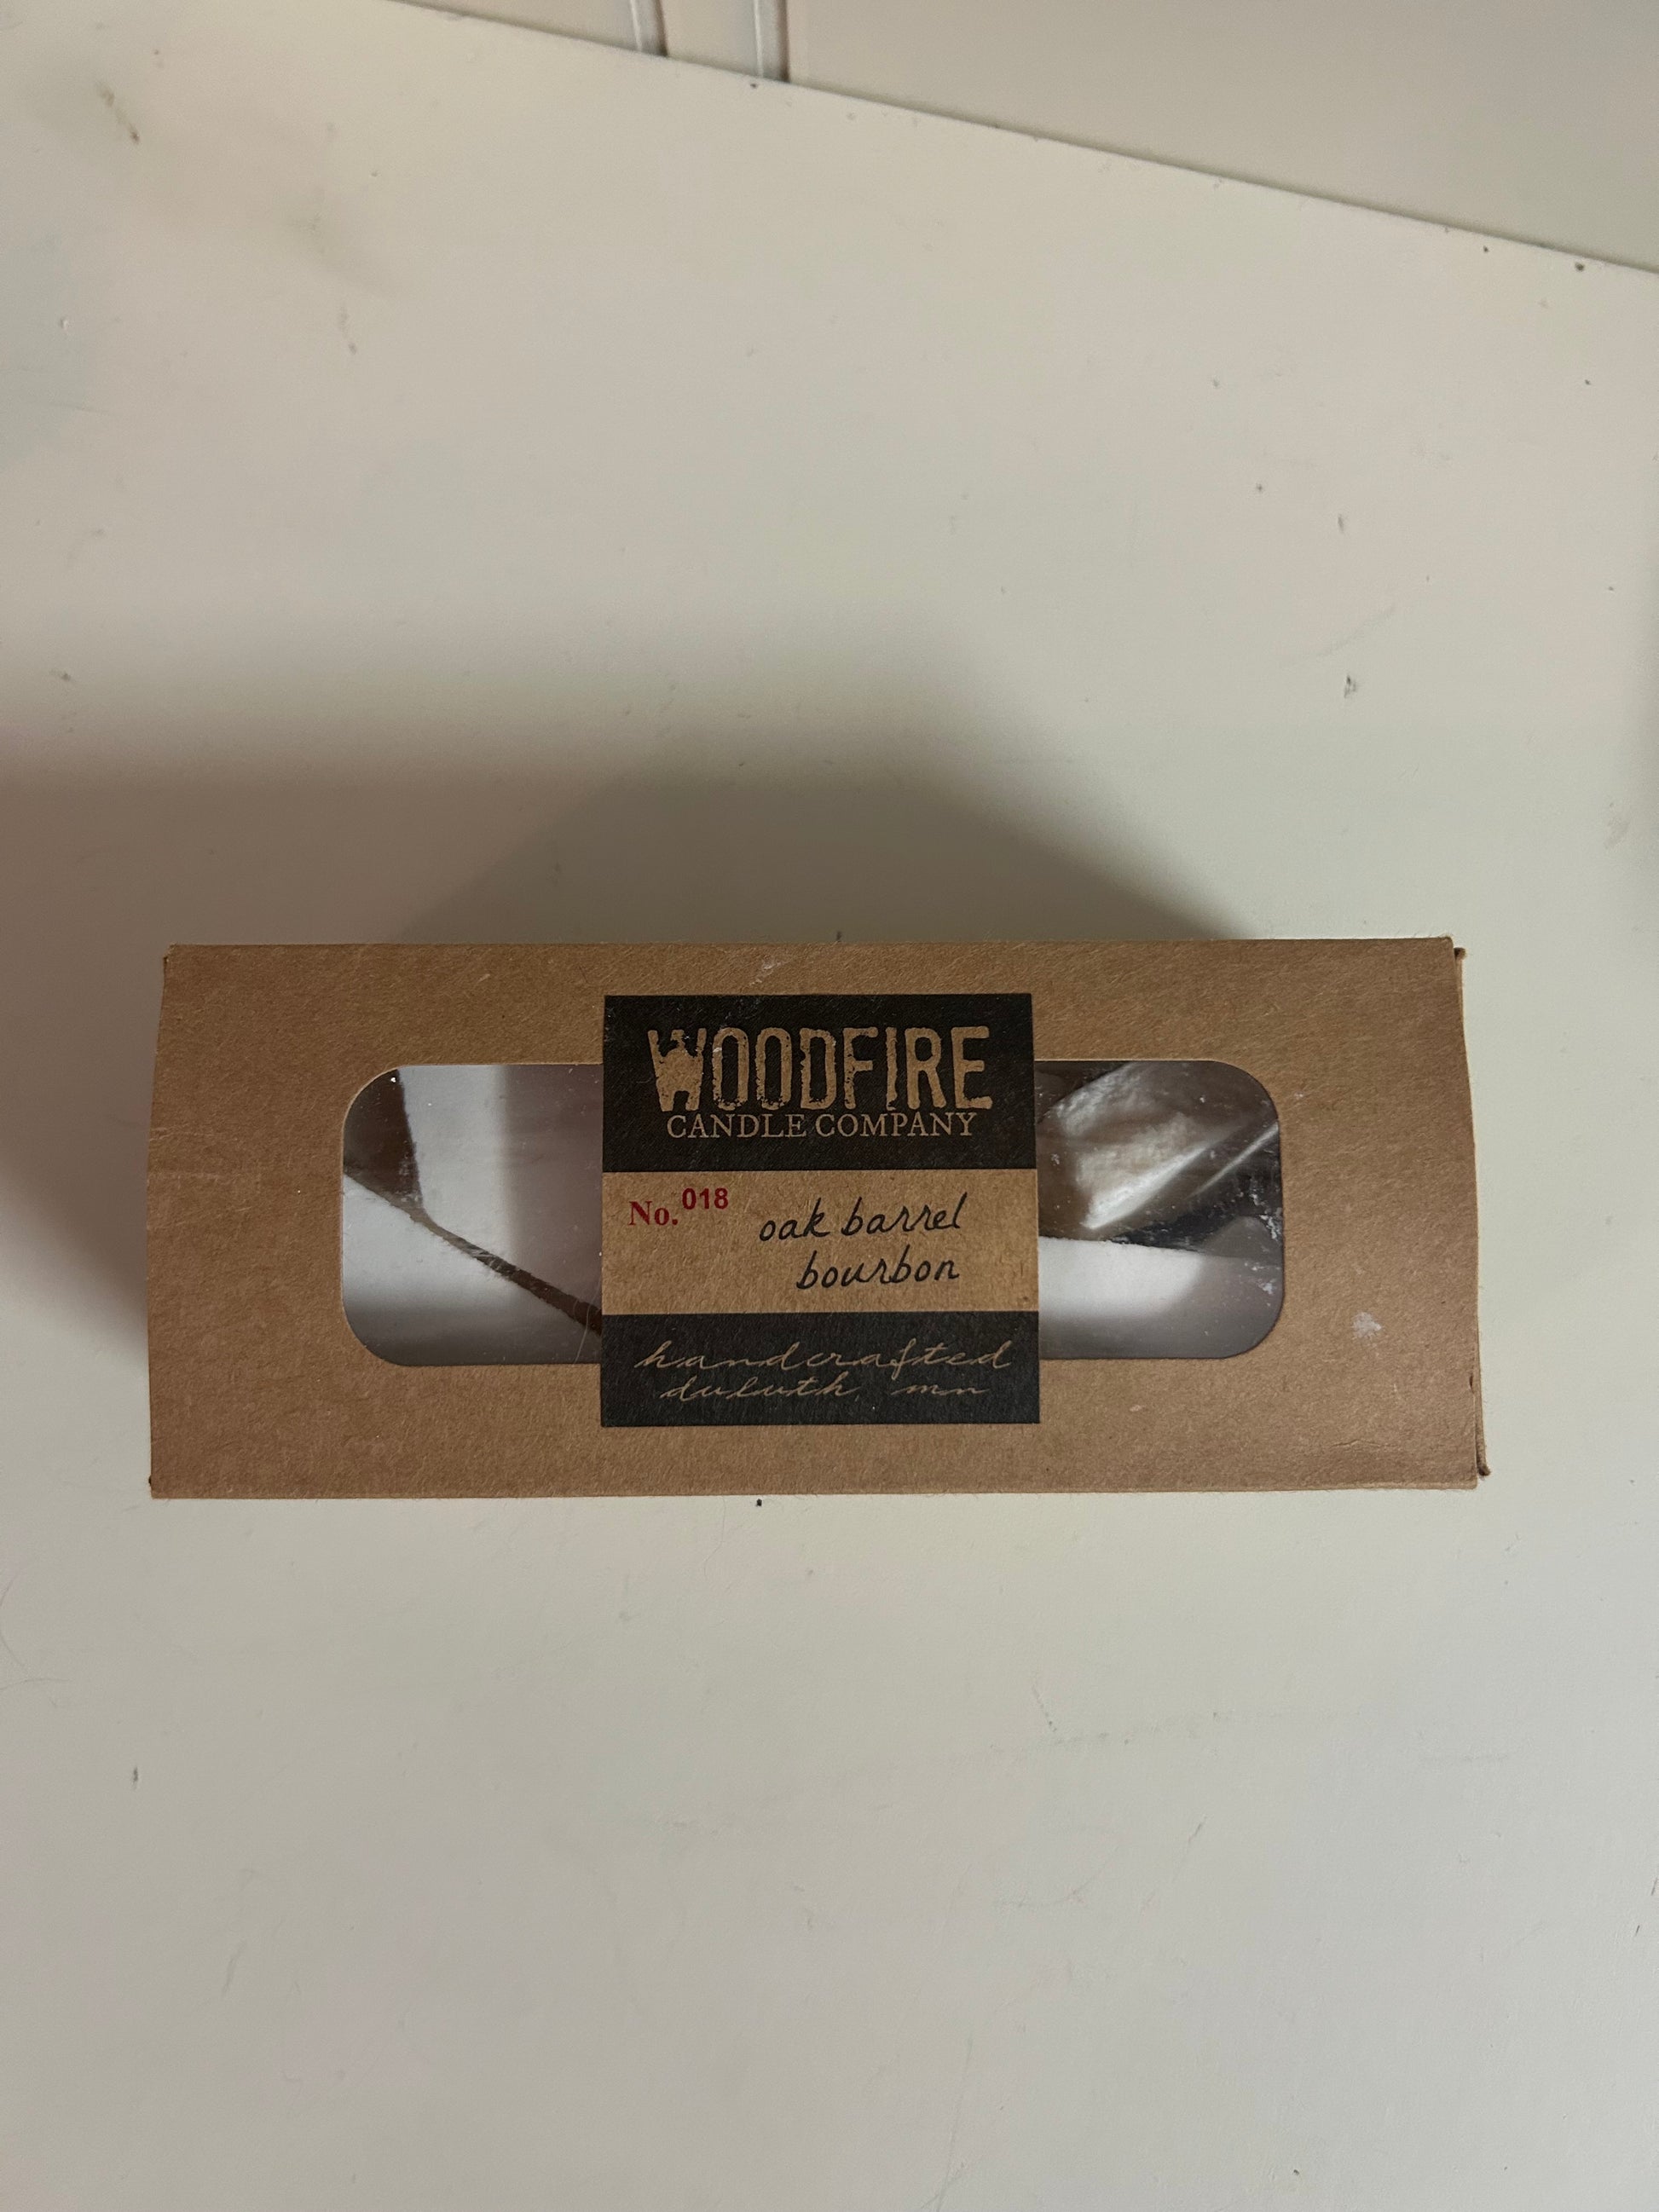 WOODFIRE
CANDLE COMPANY
No. 018
oak barrel
bourbon
handcrafted
duluth, mn